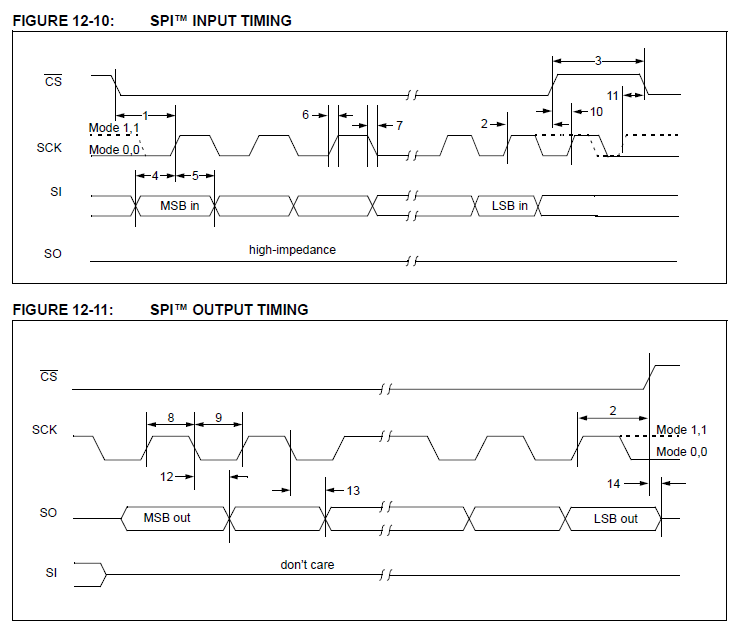 FIGURE 12-10: SPI™ INPUT TIMING
CS
3
11
1
6
7
2
10
Mode 1,1
SCK
Mode 0,0
4
5
SI
MSB in
LSB in
SO
high-impedance
FIGURE 12-11: SPI™ OUTPUT TIMING
CS
8
9
2
SCK
Mode 1,1
Mode 0,0
12
13
14
SO
MSB out
LSB out
SI
don't care